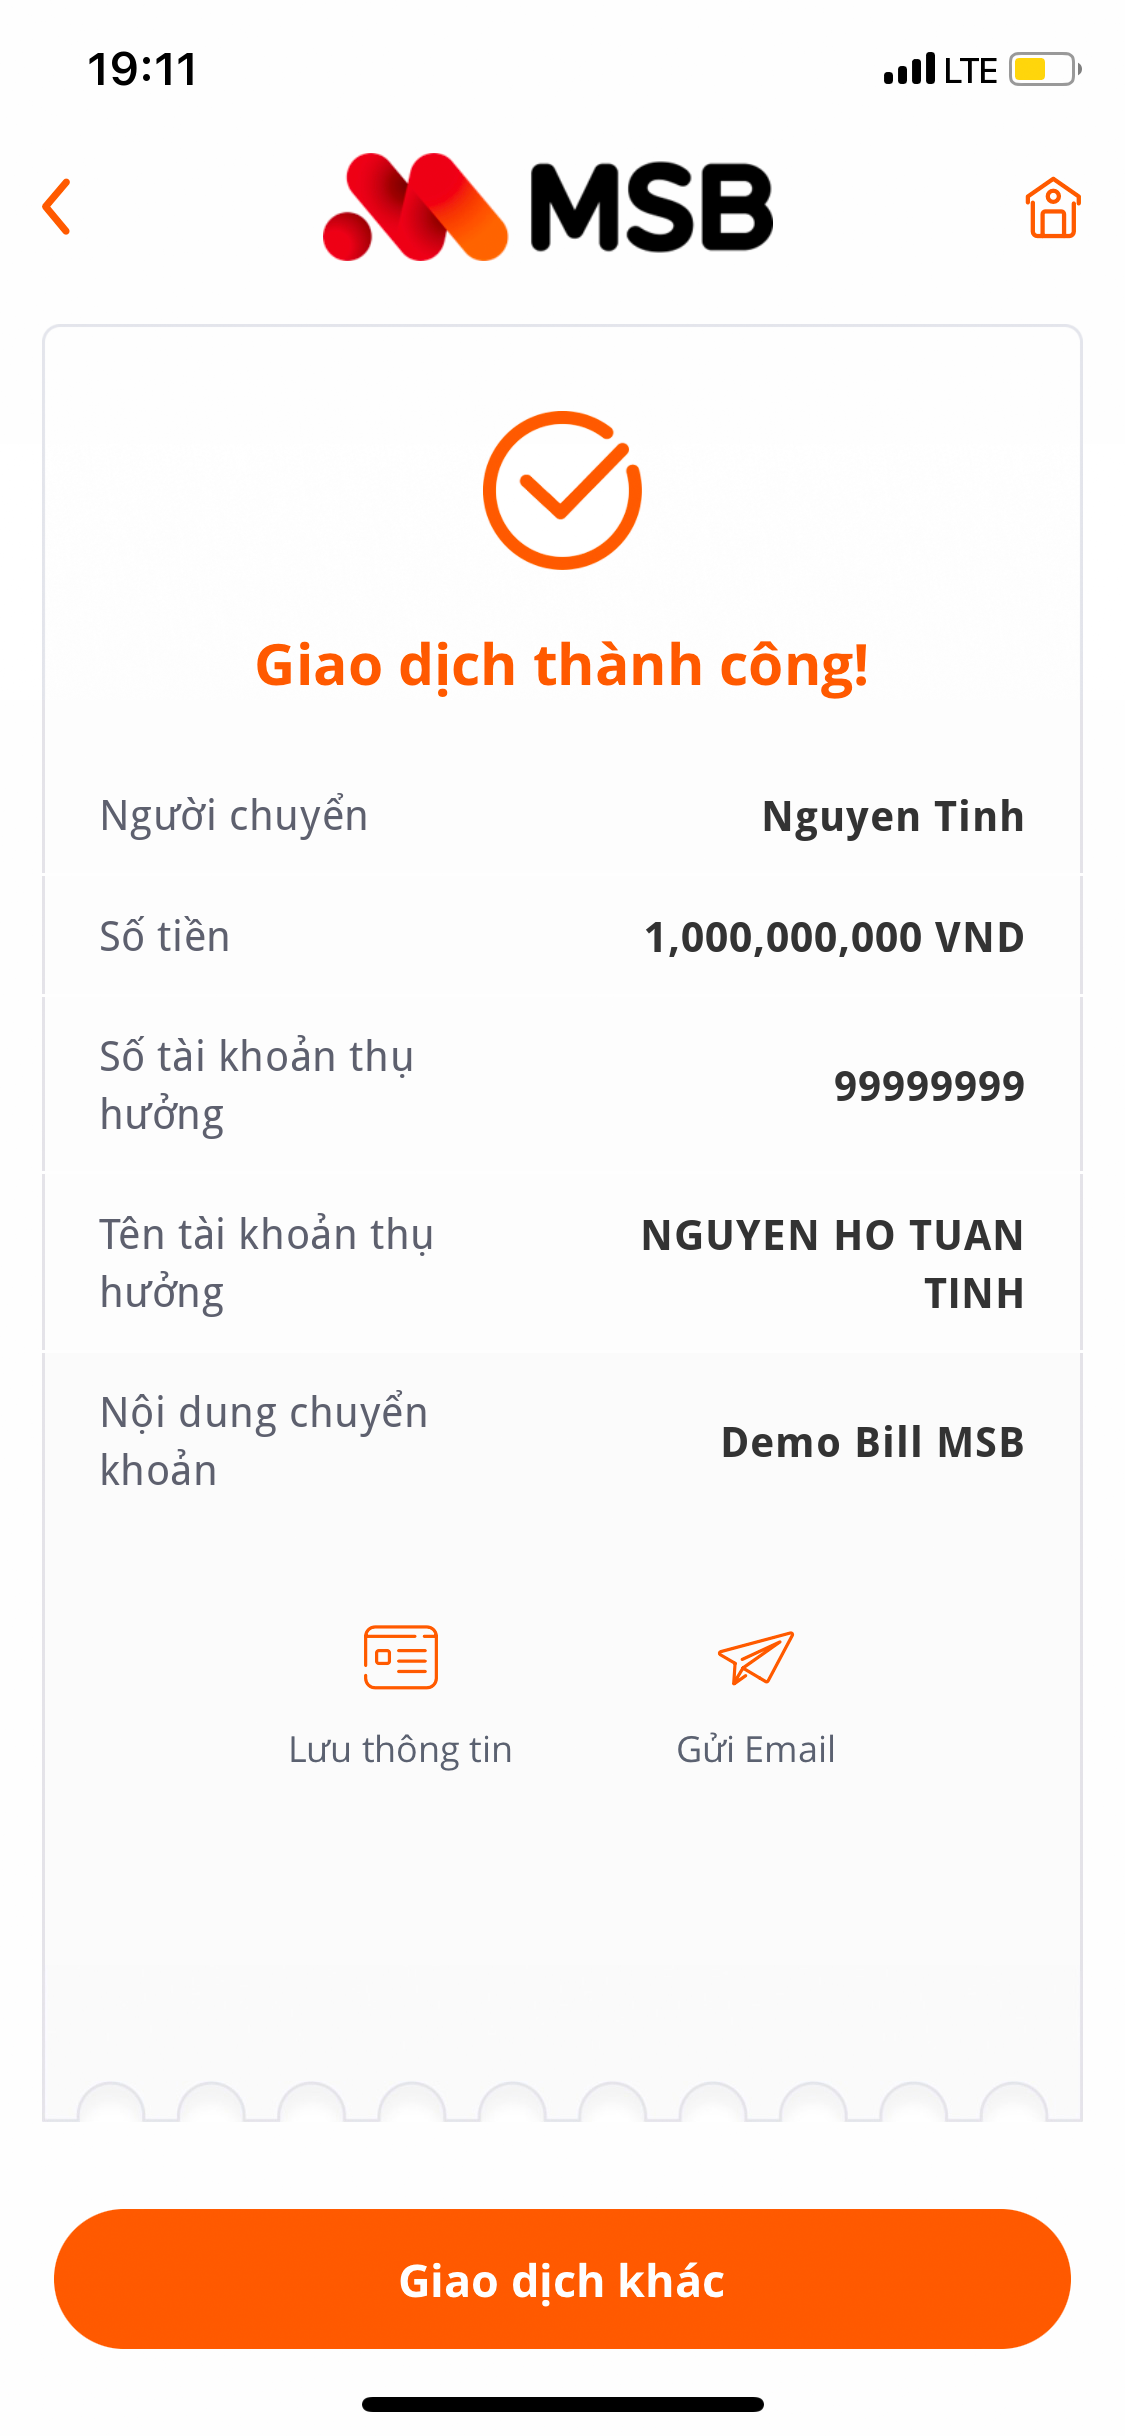 19:11
LTE
MSB
Giao dịch thành công!
Người chuyển
Nguyen Tinh
Số tiền
1,000,000,000 VND
Số tài khoản thụ
hưởng
99999999
Tên tài khoản thụ
hưởng
NGUYEN HO TUAN
TINH
Nội dung chuyển
khoản
Demo Bill MSB
Lưu thông tin
Gửi Email
Giao dịch khác